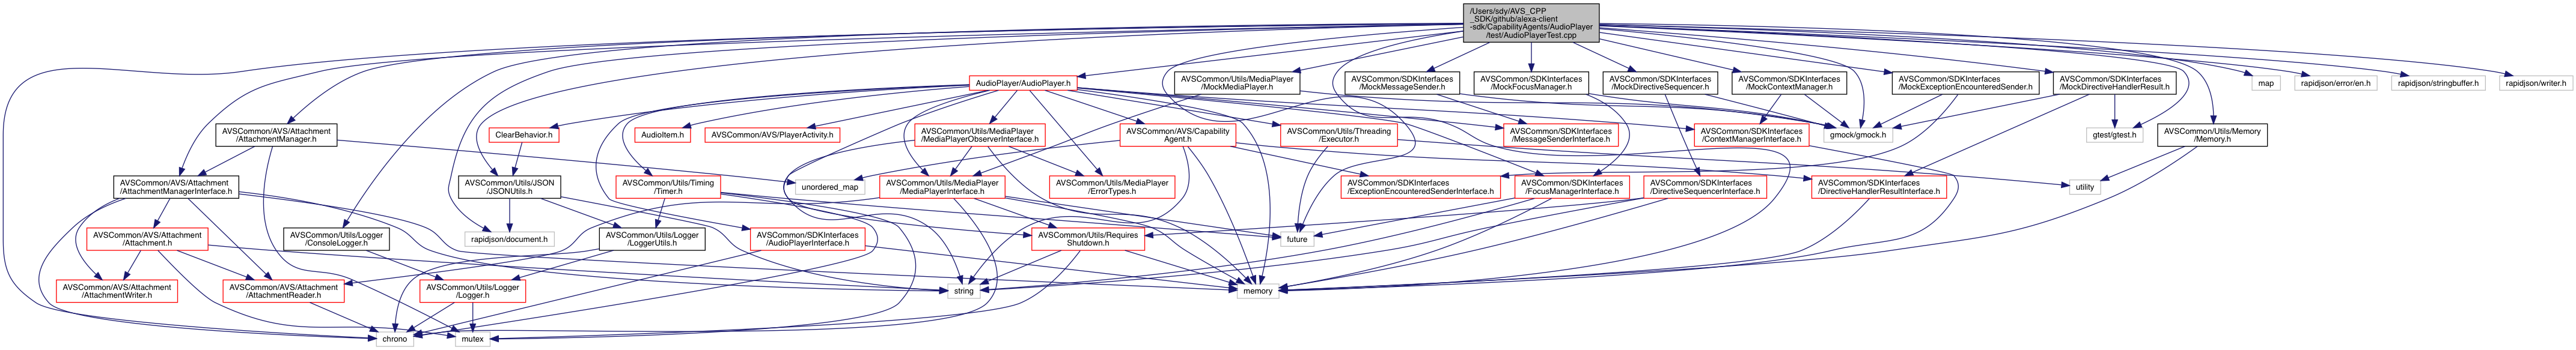 /Users/sdy/AVS_CPP
_SDK/github/alexa-client
-sdk/CapabilityAgents/AudioPlayer
/test/AudioPlayerTest.cpp
AudioPlayer/AudioPlayer.h
AVSCommon/Utils/MediaPlayer
/MockMediaPlayer.h
AVSCommon/SDKInterfaces
/MockMessageSender.h
AVSCommon/SDKInterfaces
/MockFocusManager.h
AVSCommon/SDKInterfaces
/MockDirectiveSequencer.h
AVSCommon/SDKInterfaces
/MockContextManager.h
AVSCommon/SDKInterfaces
/MockExceptionEncounteredSender.h
AVSCommon/SDKInterfaces
/MockDirectiveHandlerResult.h
map
rapidjson/error/en.h
rapidjson/stringbuffer.h
rapidjson/writer.h
AVSCommon/AVS/Attachment
/AttachmentManager.h
ClearBehavior.h
AudioItem.h
AVSCommon/AVS/PlayerActivity.h
AVSCommon/Utils/MediaPlayer
/MediaPlayerObserverInterface.h
AVSCommon/AVS/Capability
Agent.h
AVSCommon/Utils/Threading
/Executor.h
AVSCommon/SDKInterfaces
/MessageSenderInterface.h
AVSCommon/SDKInterfaces
/ContextManagerInterface.h
gmock/gmock.h
gtest/gtest.h
AVSCommon/Utils/Memory
/Memory.h
AVSCommon/AVS/Attachment
/AttachmentManagerInterface.h
AVSCommon/Utils/JSON
/JSONUtils.h
AVSCommon/Utils/Timing
/Timer.h
unordered_map
AVSCommon/Utils/MediaPlayer
/MediaPlayerInterface.h
AVSCommon/Utils/MediaPlayer
/ErrorTypes.h
AVSCommon/SDKInterfaces
/ExceptionEncounteredSenderInterface.h
AVSCommon/SDKInterfaces
/FocusManagerInterface.h
AVSCommon/SDKInterfaces
/DirectiveSequencerInterface.h
AVSCommon/SDKInterfaces
/DirectiveHandlerResultInterface.h
utility
AVSCommon/AVS/Attachment
/Attachment.h
AVSCommon/Utils/Logger
/ConsoleLogger.h
rapidjson/document.h
AVSCommon/Utils/Logger
/LoggerUtils.h
AVSCommon/SDKInterfaces
/AudioPlayerInterface.h
AVSCommon/Utils/Requires
Shutdown.h
future
AVSCommon/AVS/Attachment
/AttachmentWriter.h
AVSCommon/AVS/Attachment
/AttachmentReader.h
AVSCommon/Utils/Logger
/Logger.h
string
memory
chrono
mutex